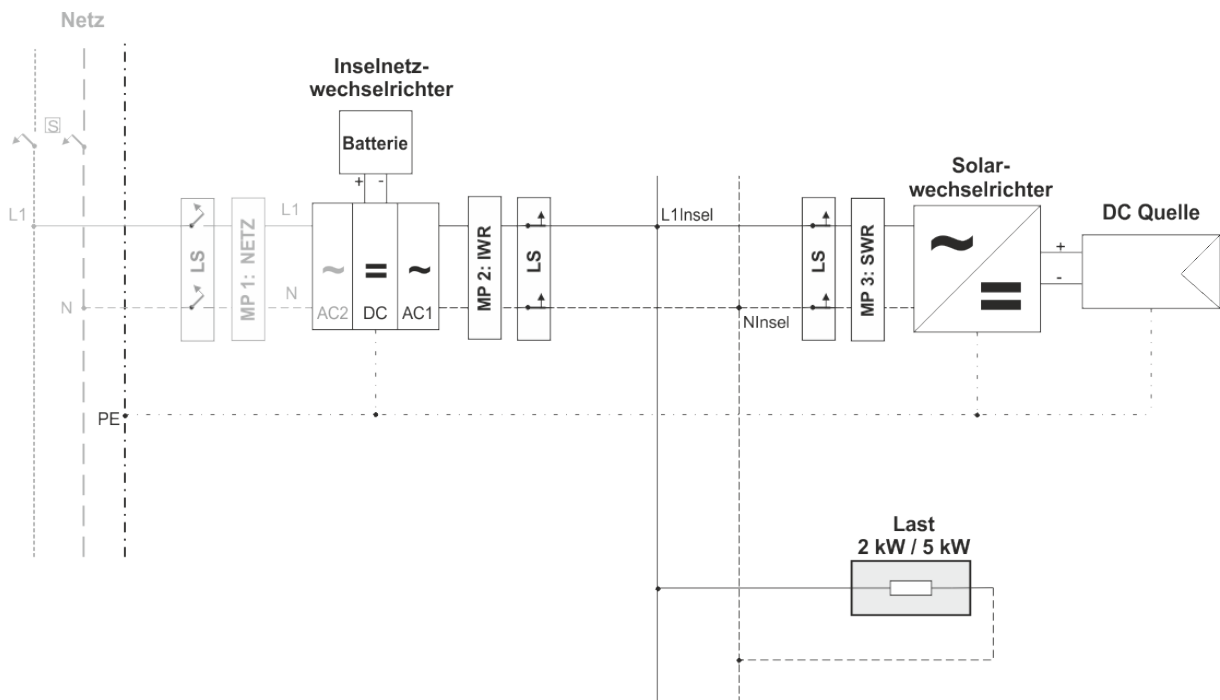 Netz
Inselnetz-
wechselrichter
Batterie
+ -
S
Solar-
wechselrichter
DC Quelle
L1
L1
L1Insel
LS
MP 1: NETZ
~ = ~
MP 2: IWR
LS
LS
MP 3: SWR
~
=
+
-
N
N
AC2 DC AC1
NInsel
PE
Last
2 kW / 5 kW